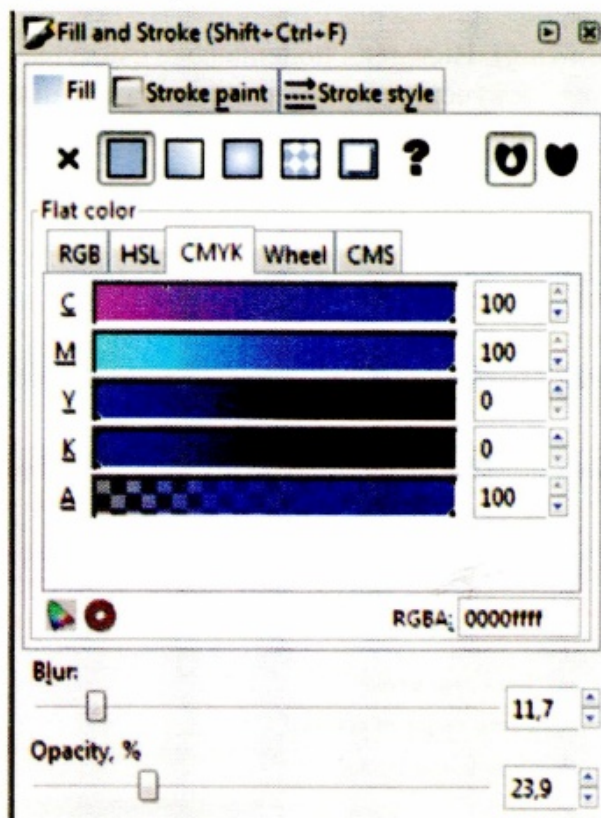 Fill and Stroke (Shift+Ctrl+F)
Fill Stroke paint Stroke style
?
Flat color
RGB HSL CMYK Wheel CMS
C 100
M 100
Y 0
K 0
A 100
RGBA: 0000ffff
Blur:
11,7
Opacity, %
23,9